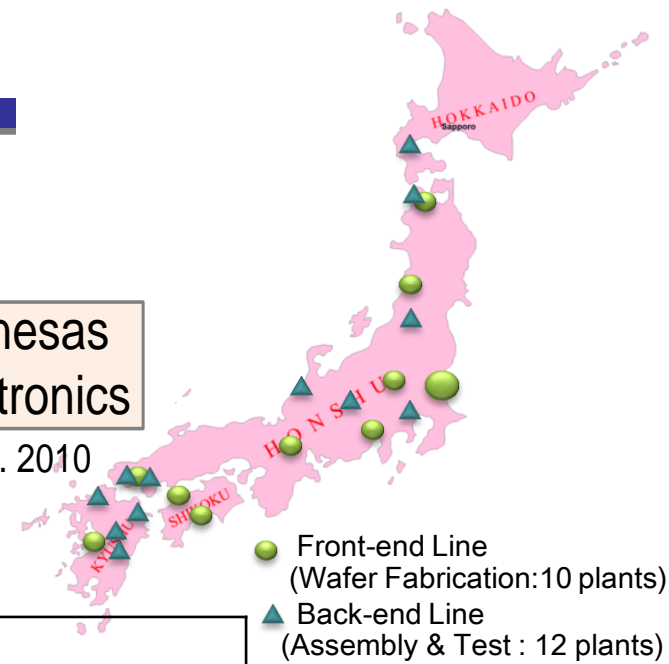 HOKKAIDO
Sapporo
nesas
tronics
. 2010
HONSHU
SHIKOKU
KYUSHU
Front-end Line
(Wafer Fabrication:10 plants)
Back-end Line
(Assembly & Test : 12 plants)